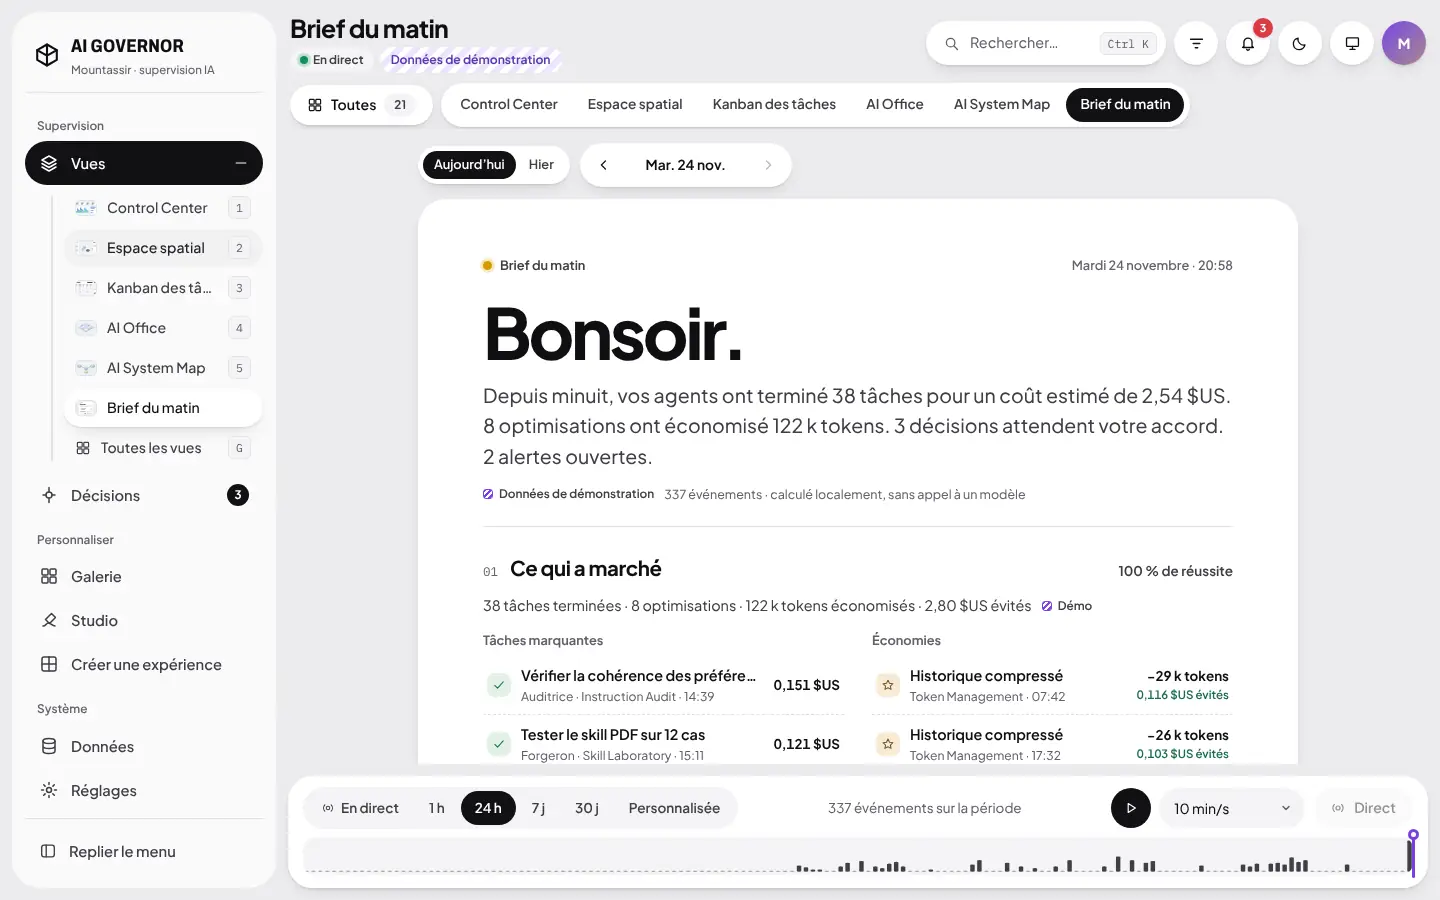 AI GOVERNOR
Mountassir · supervision IA
Supervision
Vues
Control Center 1
Espace spatial 2
Kanban des tâ... 3
AI Office 4
AI System Map 5
Brief du matin
Toutes les vues G
Décisions 3
Personnaliser
Galerie
Studio
Créer une expérience
Système
Données
Réglages
Replier le menu
Brief du matin
En direct Données de démonstration
Rechercher... Ctrl K
3
M
Toutes 21
Control Center Espace spatial Kanban des tâches AI Office AI System Map Brief du matin
Aujourd'hui Hier Mar. 24 nov.
Brief du matin Mardi 24 novembre · 20:58
Bonsoir.
Depuis minuit, vos agents ont terminé 38 tâches pour un coût estimé de 2,54 $US.
8 optimisations ont économisé 122 k tokens. 3 décisions attendent votre accord.
2 alertes ouvertes.
Données de démonstration 337 événements · calculé localement, sans appel à un modèle
01 Ce qui a marché 100 % de réussite
38 tâches terminées · 8 optimisations · 122 k tokens économisés · 2,80 $US évités Démo
Tâches marquantes
Vérifier la cohérence des préfére... 0,151 $US
Auditrice · Instruction Audit · 14:39
Tester le skill PDF sur 12 cas 0,121 $US
Forgeron · Skill Laboratory · 15:11
Économies
Historique compressé −29 k tokens
Token Management · 07:42 0,116 $US évités
Historique compressé −26 k tokens
Token Management · 17:32 0,103 $US évités
En direct 1 h 24 h 7 j 30 j Personnalisée
337 événements sur la période
10 min/s
Direct